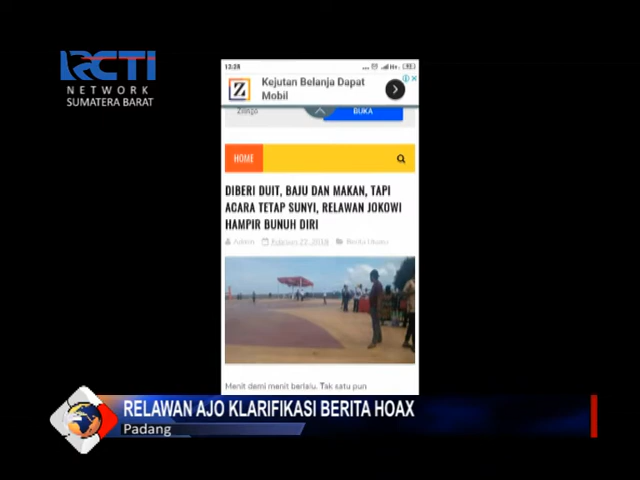 RCTI
NETWORK
SUMATERA BARAT
12:28
Kejutan Belanja Dapat
Mobil
Z
BUKA
HOME
DIBERI DUIT, BAJU DAN MAKAN, TAPI
ACARA TETAP SUNYI, RELAWAN JOKOWI
HAMPIR BUNUH DIRI
Admin
Menit demi menit berlalu. Tak satu pun
RELAWAN AJO KLARIFIKASI BERITA HOAX
Padang